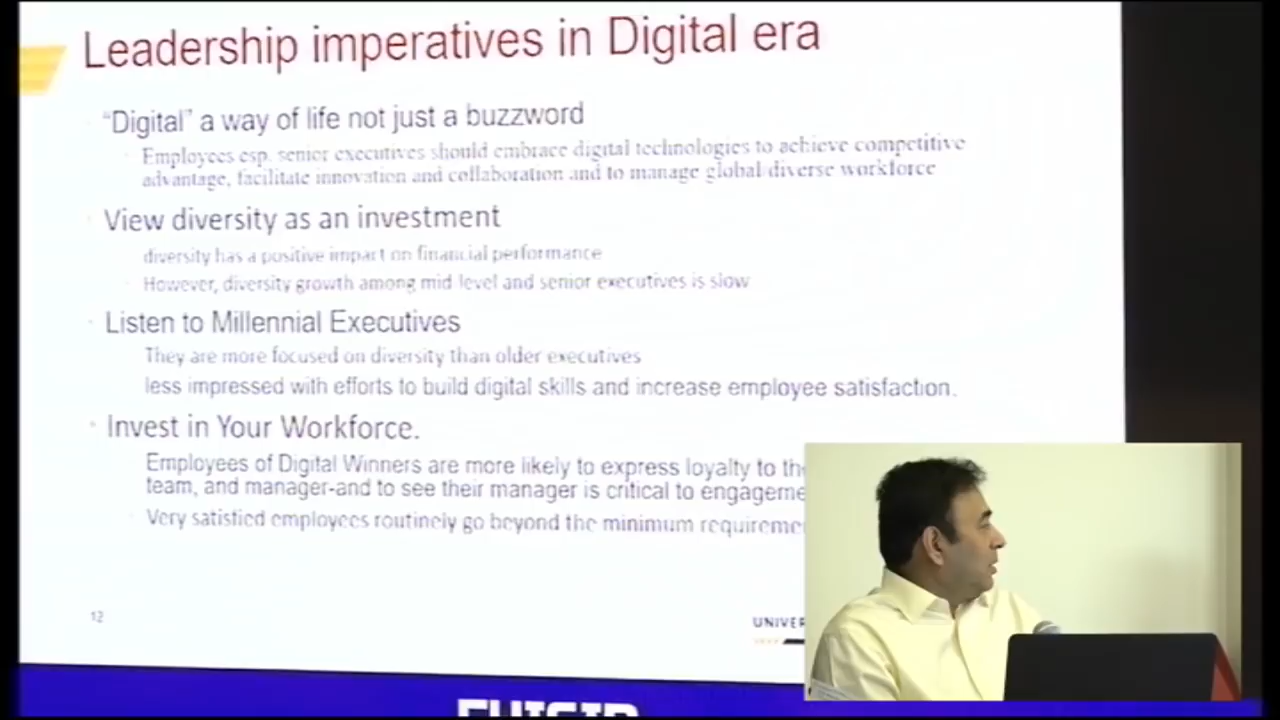 Leadership imperatives in Digital era
“Digital” a way of life not just a buzzword
Employees esp. senior executives should embrace digital technologies to achieve competitive
advantage, facilitate innovation and collaboration and to manage global diverse workforce
View diversity as an investment
diversity has a positive impact on financial performance
However, diversity growth among mid level and senior executives is slow
Listen to Millennial Executives
They are more focused on diversity than older executives
less impressed with efforts to build digital skills and increase employee satisfaction.
Invest in Your Workforce.
Employees of Digital Winners are more likely to express loyalty to
team, and manager-and to see their manager is critical to
Very satisfied employees routinely go beyond the minimum
12